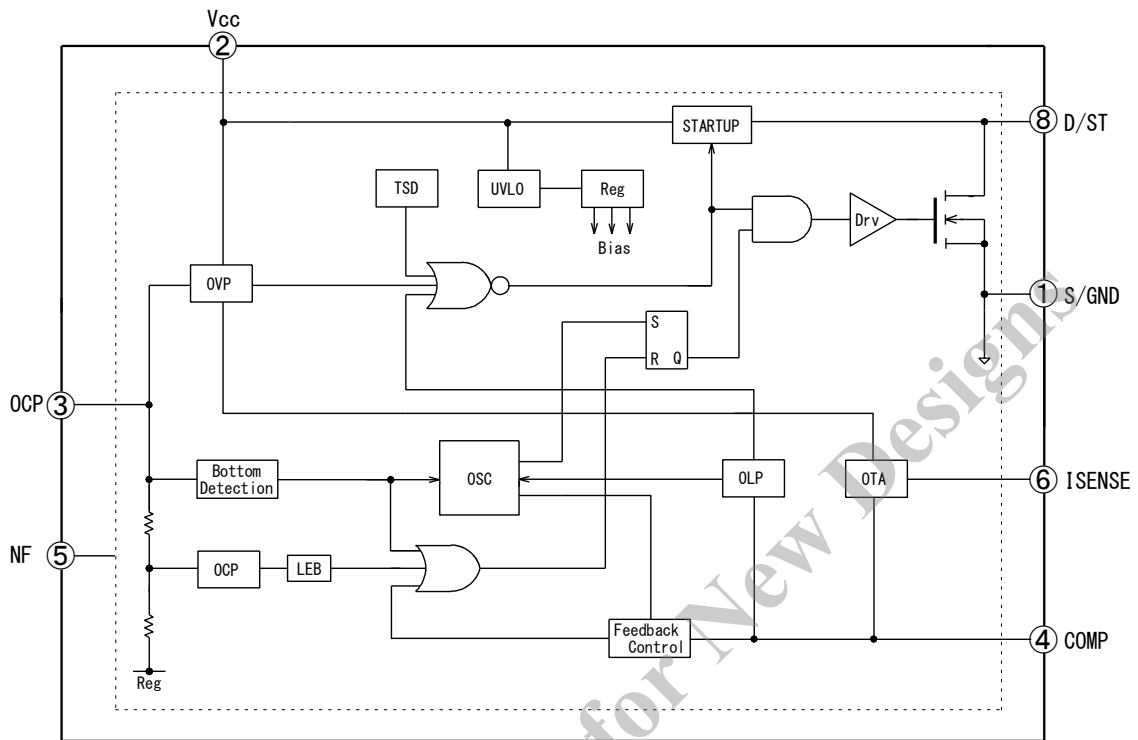 Vcc
②
STARTUP
⑧ D/ST
TSD
UVLO
Reg
Drv
Bias
OVP
① S/GND
S
R Q
OCP ③
Bottom
Detection
OSC
OLP
OTA
⑥ ISENSE
NF ⑤
OCP
LEB
Feedback
Control
④ COMP
Reg
for New Designs